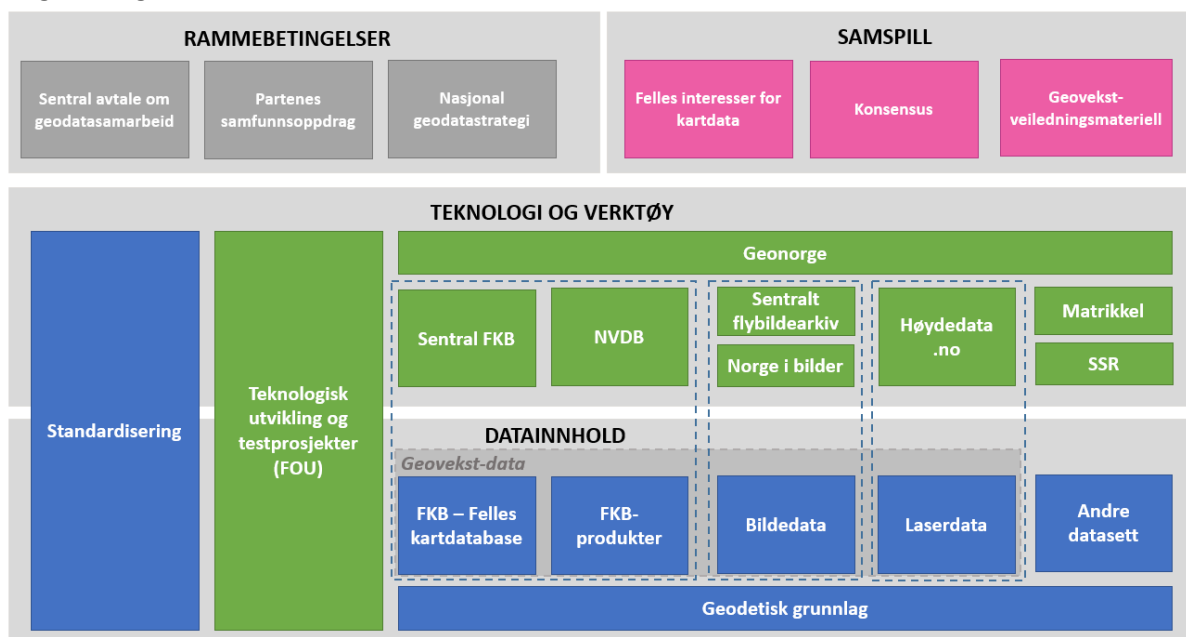 RAMMEBETINGELSER
Sentral avtale om
geodatasamarbeid
Partenes
samfunnsoppdrag
Nasjonal
geodatastrategi
SAMSPILL
Felles interesser for
kartdata
Konsensus
Geovekst-
veiledningsmateriell
TEKNOLOGI OG VERKTØY
Standardisering
Teknologisk
utvikling og
testprosjekter
(FOU)
Geonorge
Sentral FKB
NVDB
Sentralt
flybildearkiv
Norge i bilder
Høydedata
.no
Matrikkel
SSR
DATAINNHOLD
Geovekst-data
FKB – Felles
kartdatabase
FKB-
produkter
Bildedata
Laserdata
Andre
datasett
Geodetisk grunnlag